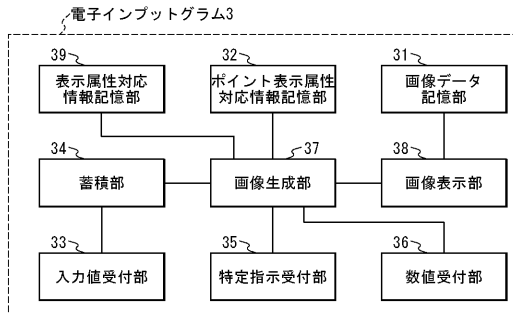 電子インプットグラム3
39
表示属性対応
情報記憶部
32
ポイント表示属性
対応情報記憶部
31
画像データ
記憶部
34
蓄積部
37
画像生成部
38
画像表示部
33
入力値受付部
35
特定指示受付部
36
数値受付部